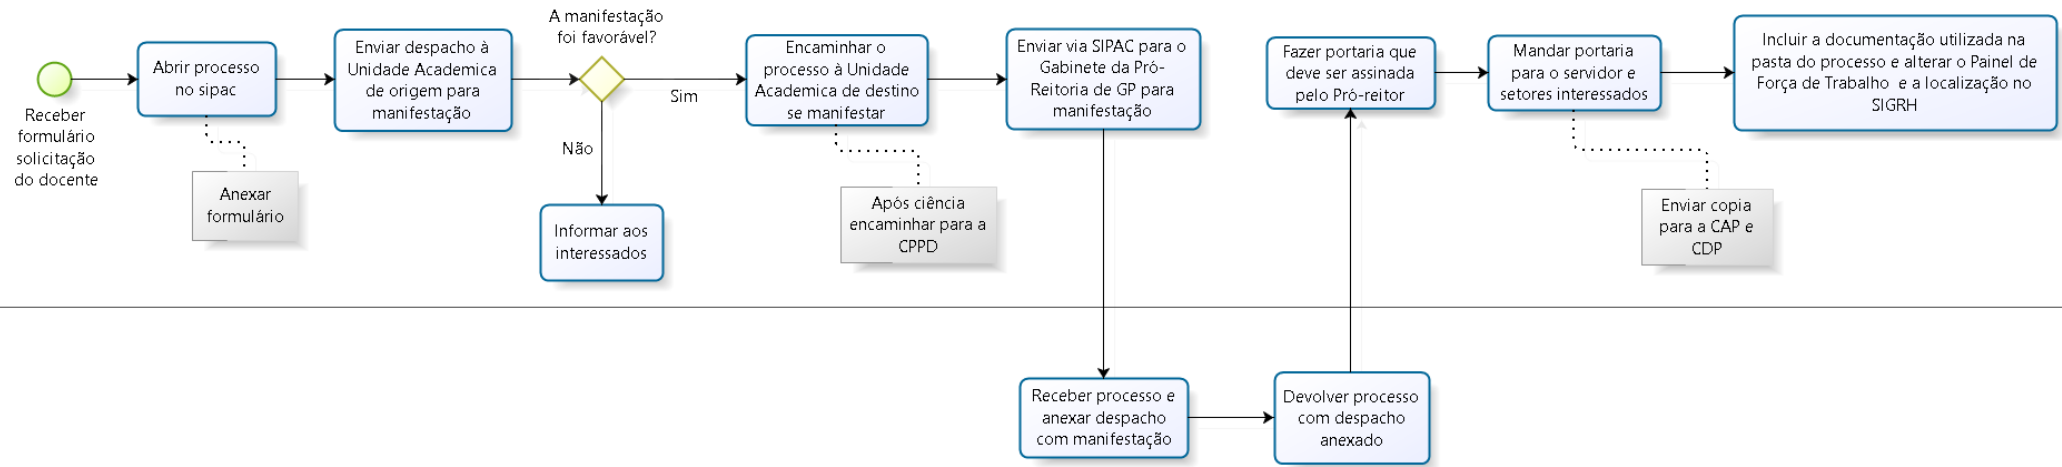 Receber
formulário
solicitação
do docente
Abrir processo
no sipac
Anexar
formulário
Enviar despacho à
Unidade Academica
de origem para
manifestação
A manifestação
foi favorável?
Sim
Não
Informar aos
interessados
Encaminhar o
processo à Unidade
Academica de destino
se manifestar
Após ciência
encaminhar para a
CPPD
Enviar via SIPAC para o
Gabinete da Pró-
Reitoria de GP para
manifestação
Receber processo e
anexar despacho
com manifestação
Devolver processo
com despacho
anexado
Fazer portaria que
deve ser assinada
pelo Pró-reitor
Mandar portaria
para o servidor e
setores interessados
Enviar copia
para a CAP e
CDP
Incluir a documentação utilizada na
pasta do processo e alterar o Painel de
Força de Trabalho e a localização no
SIGRH